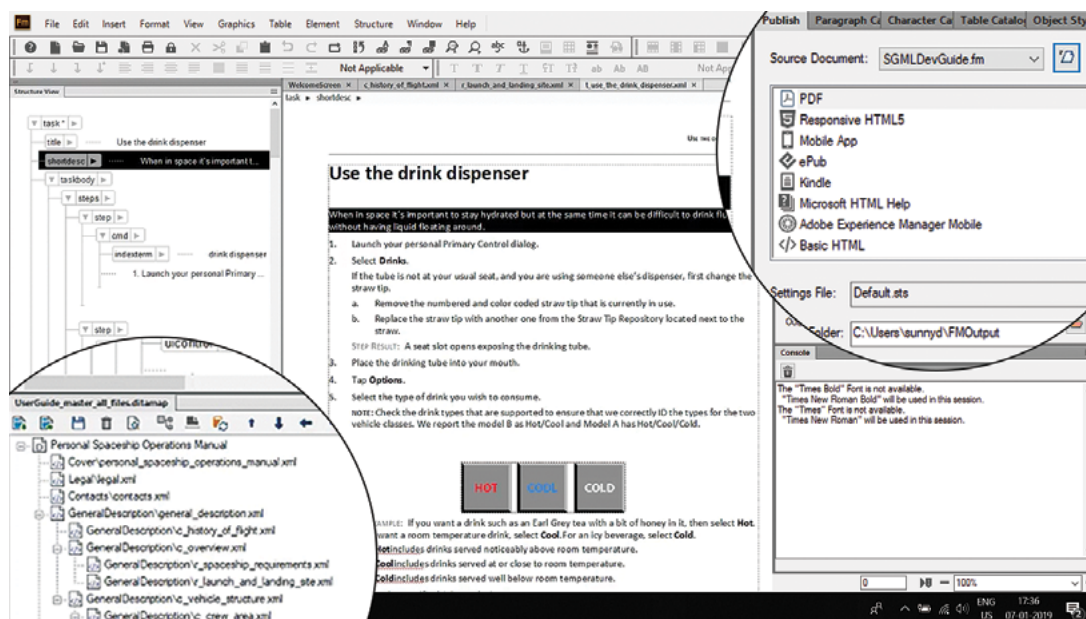 Fm File Edit Insert Format View Graphics Table Element Structure Window Help
Not Applicable
T T T T ab Ab AB Not Ap
Structure View
WelcomeScreen × c_history_of_flight.xml × r_launch_and_landing_site.xml × t_use_the_drink_dispenser.xml ×
task ▸ shortdesc ▸
task *
title Use the drink dispenser
shortdesc When in space it's important t...
taskbody
steps
step
cmd
indexterm drink dispenser
1. Launch your personal Primary ...
step
uicontrol
UserGuide_master_all_files.ditamap
Personal Spaceship Operations Manual
Cover\personal_spaceship_operations_manual.xml
Legal\legal.xml
Contacts\contacts.xml
GeneralDescription\general_description.xml
GeneralDescription\c_history_of_flight.xml
GeneralDescription\c_overview.xml
GeneralDescription\r_spaceship_requirements.xml
GeneralDescription\r_launch_and_landing_site.xml
GeneralDescription\c_vehicle_structure.xml
GeneralDescription\c_crew_area.xml
Use the drink dispenser
When in space it's important to stay hydrated but at the same time it can be difficult to drink flu
without having liquid floating around.
1. Launch your personal Primary Control dialog.
2. Select Drinks.
If the tube is not at your usual seat, and you are using someone else's dispenser, first change the
straw tip.
a. Remove the numbered and color coded straw tip that is currently in use.
b. Replace the straw tip with another one from the Straw Tip Repository located next to the
straw.
STEP RESULT: A seat slot opens exposing the drinking tube.
3. Place the drinking tube into your mouth.
4. Tap Options.
5. Select the type of drink you wish to consume.
NOTE: Check the drink types that are supported to ensure that we correctly ID the types for the two
vehicle classes. We report the model B as Hot/Cool and Model A has Hot/Cool/Cold.
HOT COOL COLD
AMPLE: If you want a drink such as an Earl Grey tea with a bit of honey in it, then select Hot.
want a room temperature drink, select Cool. For an icy beverage, select Cold.
Hot includes drinks served noticeably above room temperature.
Cool includes drinks served at or close to room temperature.
Cold includes drinks served well below room temperature.
Publish Paragraph Ca Character Ca Table Catalog Object Sty
Source Document: SGMLDevGuide.fm
PDF
Responsive HTML5
Mobile App
ePub
Kindle
Microsoft HTML Help
Adobe Experience Manager Mobile
Basic HTML
Settings File: Default.sts
Folder: C:\Users\sunnyd\FMOutput
Console
The "Times Bold" Font is not available.
"Times New Roman Bold" will be used in this session.
The "Times" Font is not available.
"Times New Roman" will be used in this session.
0 100%
ENG 17:36
US 07-01-2019